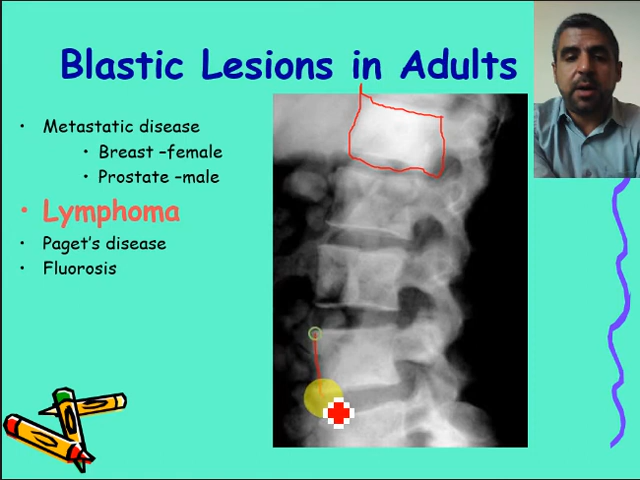 Blastic Lesions in Adults
• Metastatic disease
• Breast –female
• Prostate –male
• Lymphoma
• Paget's disease
• Fluorosis